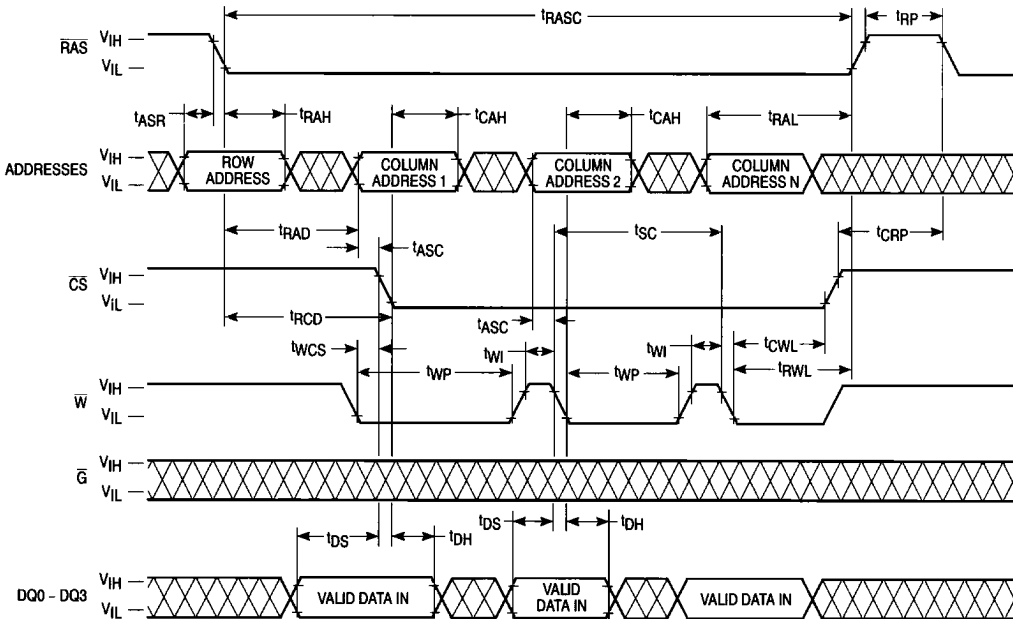 tRASC
tRP
RAS
VIH
VIL
tASR
tRAH
tCAH
tCAH
tRAL
ADDRESSES
VIH
VIL
ROW
ADDRESS
COLUMN
ADDRESS 1
COLUMN
ADDRESS 2
COLUMN
ADDRESS N
tRAD
tASC
tSC
tCRP
CS
VIH
VIL
tRCD
tASC
tCWL
tWCS
tWI
tWI
tWP
tWP
tRWL
W
VIH
VIL
G
VIH
VIL
tDS
tDH
tDS
tDH
DQ0 – DQ3
VIH
VIL
VALID DATA IN
VALID
DATA IN
VALID DATA IN